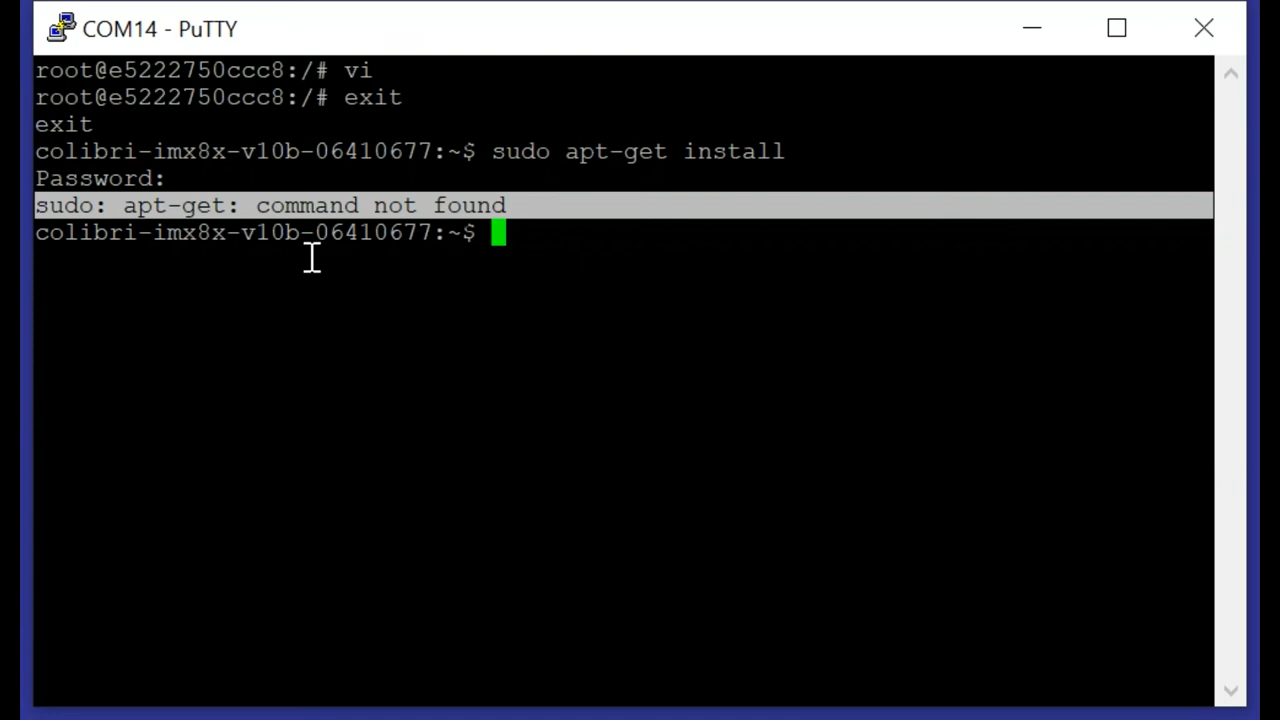 COM14 - PuTTY
root@e5222750ccc8:/# vi
root@e5222750ccc8:/# exit
exit
colibri-imx8x-v10b-06410677:~$ sudo apt-get install
Password:
sudo: apt-get: command not found
colibri-imx8x-v10b-06410677:~$